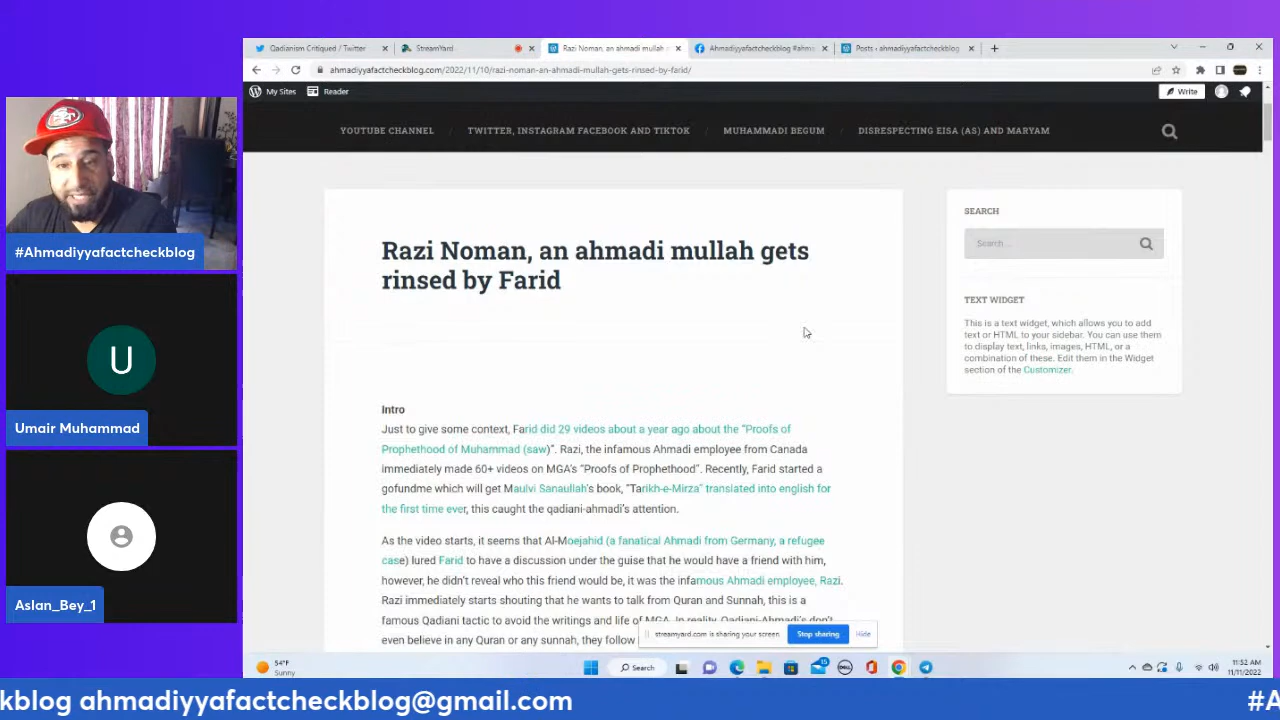 Qadianism Critiqued / Twitter
StreamYard
Razi Noman, an ahmadi mullah
Ahmadiyyafactcheckblog #ahma
Posts ‹ ahmadiyyafactcheckblog
ahmadiyyafactcheckblog.com/2022/11/10/razi-noman-an-ahmadi-mullah-gets-rinsed-by-farid/
My Sites
Reader
Write
YOUTUBE CHANNEL / TWITTER, INSTAGRAM FACEBOOK AND TIKTOK / MUHAMMADI BEGUM / DISRESPECTING EISA (AS) AND MARYAM
Razi Noman, an ahmadi mullah gets
rinsed by Farid
Intro
Just to give some context, Farid did 29 videos about a year ago about the “Proofs of
Prophethood of Muhammad (saw)”. Razi, the infamous Ahmadi employee from Canada
immediately made 60+ videos on MGA’s “Proofs of Prophethood”. Recently, Farid started a
gofundme which will get Maulvi Sanaullah’s book, “Tarikh-e-Mirza” translated into english for
the first time ever, this caught the qadiani-ahmadi’s attention.
As the video starts, it seems that Al-Moejahid (a fanatical Ahmadi from Germany, a refugee
case) lured Farid to have a discussion under the guise that he would have a friend with him,
however, he didn’t reveal who this friend would be, it was the infamous Ahmadi employee, Razi.
Razi immediately starts shouting that he wants to talk from Quran and Sunnah, this is a
famous Qadiani tactic to avoid the writings and life of MGA. In reality, Qadiani-Ahmadi’s don’t
even believe in any Quran or any sunnah, they follow
SEARCH
Search…
TEXT WIDGET
This is a text widget, which allows you to add
text or HTML to your sidebar. You can use them
to display text, links, images, HTML, or a
combination of these. Edit them in the Widget
section of the Customizer.
streamyard.com is sharing your screen.
Stop sharing
Hide
54°F
Sunny
Search
15
DELL
11:52 AM
11/11/2022
#Ahmadiyyafactcheckblog
U
Umair Muhammad
Aslan_Bey_1
ckblog ahmadiyyafactcheckblog@gmail.com
#A